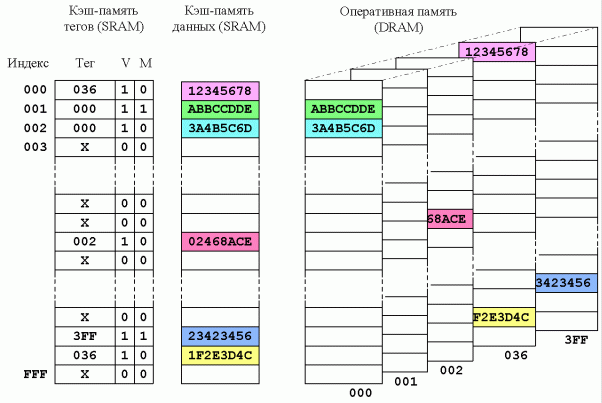 Кэш-память тегов (SRAM)
Кэш-память данных (SRAM)
Оперативная память (DRAM)
Индекс Тег V M
12345678
000 036 1 0 12345678
001 000 1 1 ABBCCDDE ABBCCDDE
002 000 1 0 3A4B5C6D 3A4B5C6D
003 X 0 0
X 0 0
X 0 0 68ACE
002 1 0 02468ACE
X 0 0
3423456
X 0 0 F2E3D4C
3FF 1 1 23423456 3FF
036 1 0 1F2E3D4C 036
FFF X 0 0 002
001
000